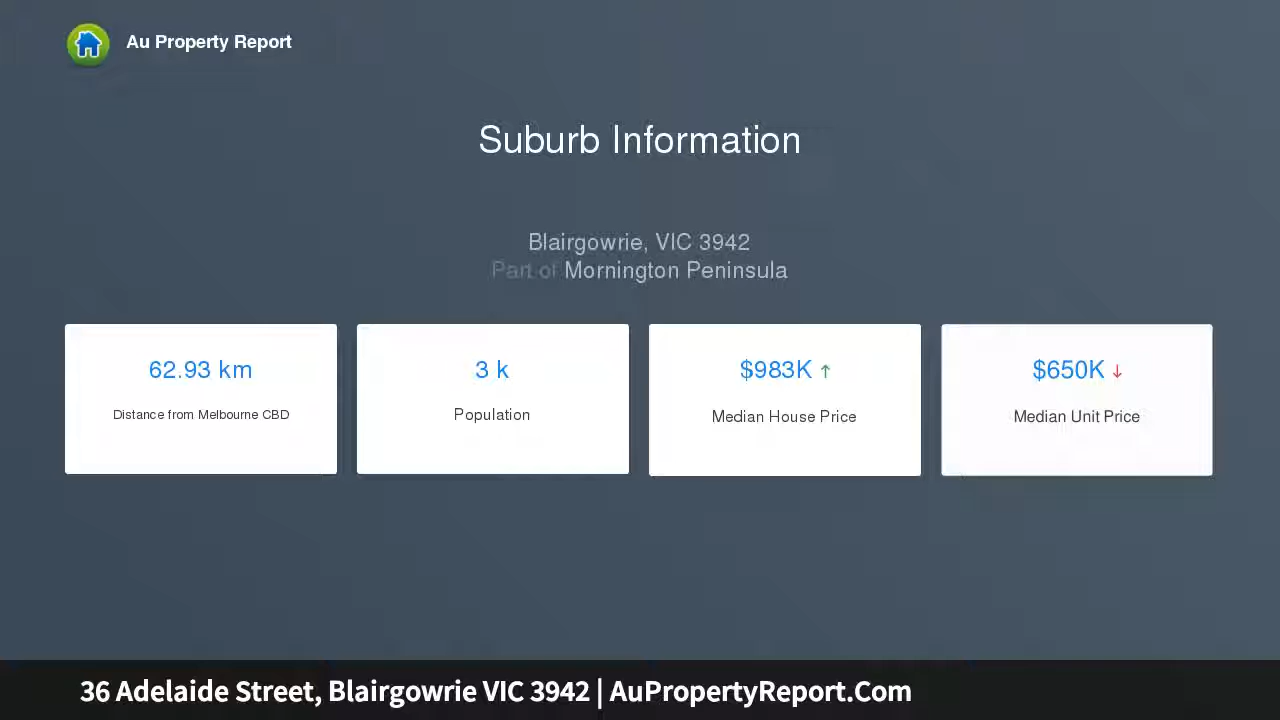 Au Property Report
Suburb Information
Blairgowrie, VIC 3942
Part of Mornington Peninsula
62.93 km
Distance from Melbourne CBD
3 k
Population
$983K ↑
Median House Price
$650K ↓
Median Unit Price
36 Adelaide Street, Blairgowrie VIC 3942 | AuPropertyReport.Com